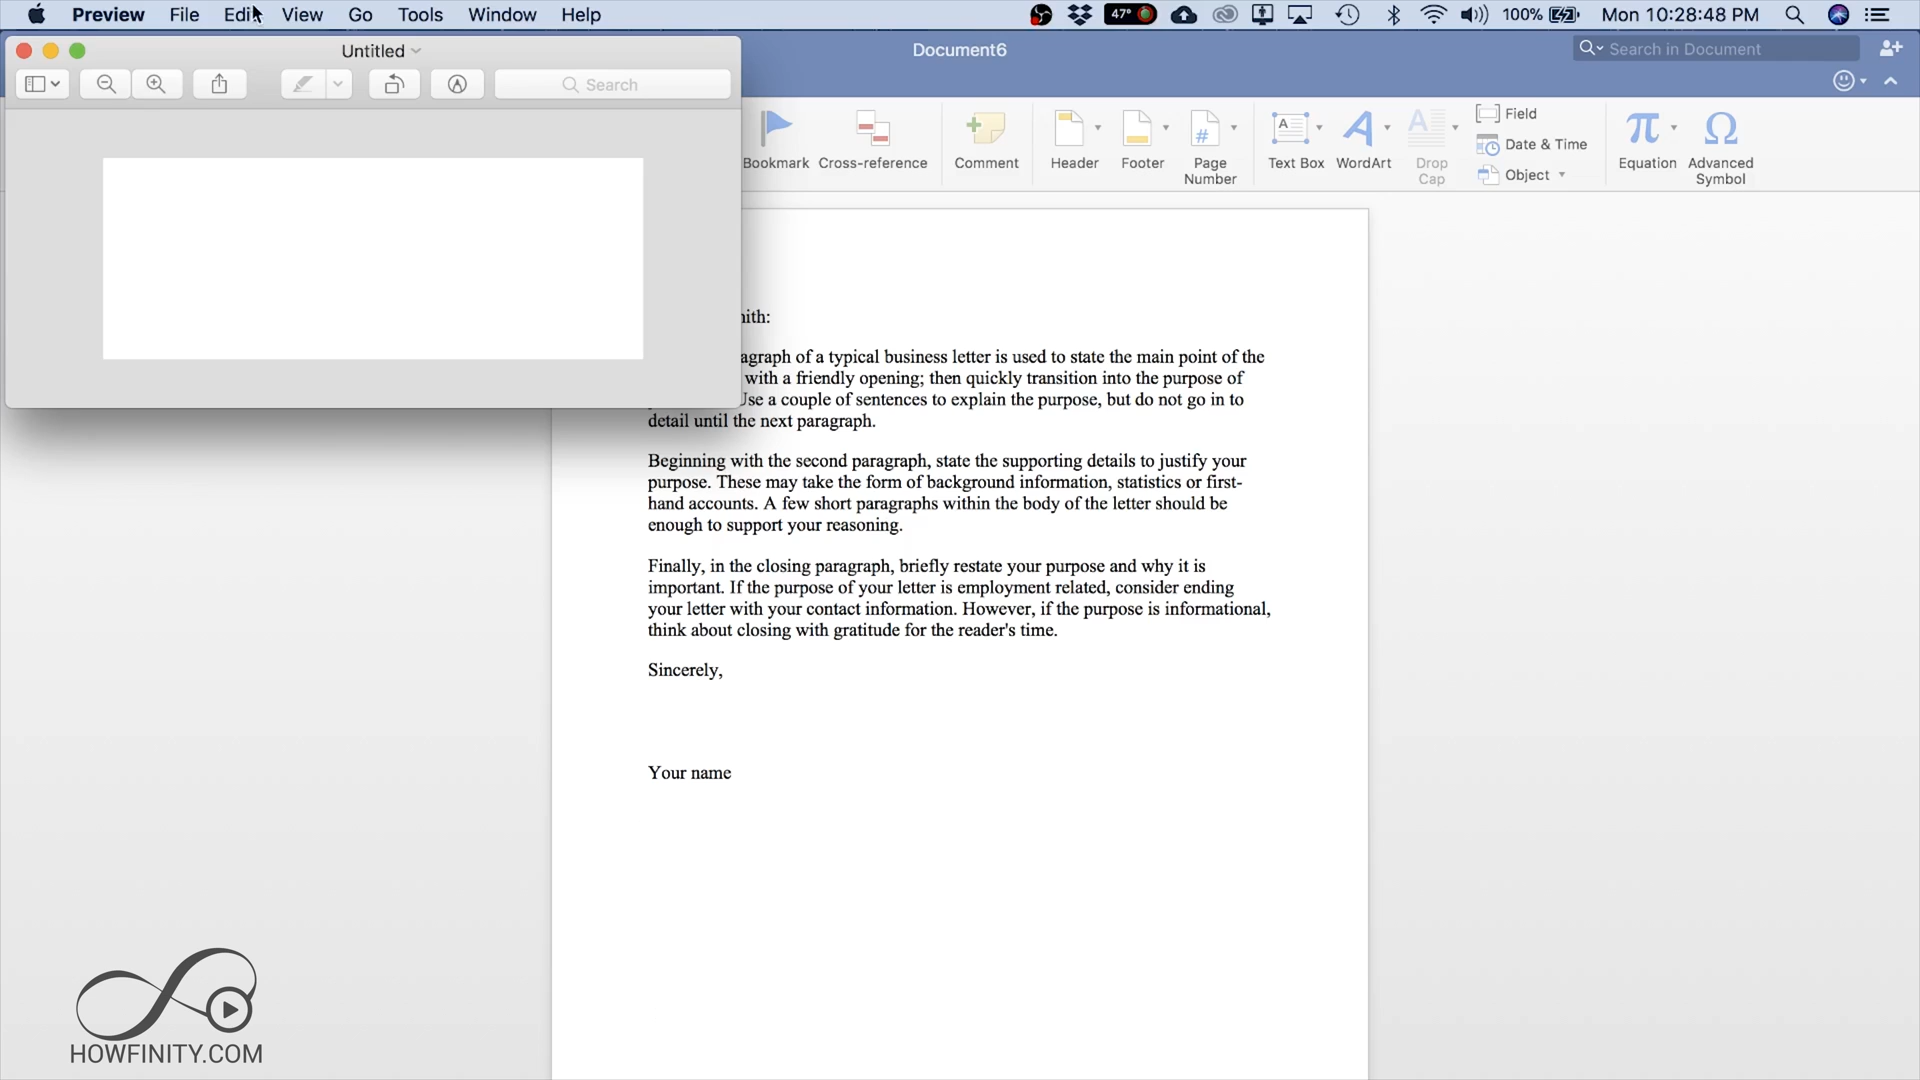 Preview File Edit View Go Tools Window Help 47° 100% Mon 10:28:48 PM
Untitled
Document6
Search in Document
Search
Bookmark Cross-reference Comment Header Footer Page Number Text Box WordArt Drop Cap Field Date & Time Object Equation Advanced Symbol
agraph of a typical business letter is used to state the main point of the
with a friendly opening; then quickly transition into the purpose of
se a couple of sentences to explain the purpose, but do not go in to
detail until the next paragraph.
Beginning with the second paragraph, state the supporting details to justify your
purpose. These may take the form of background information, statistics or first-
hand accounts. A few short paragraphs within the body of the letter should be
enough to support your reasoning.
Finally, in the closing paragraph, briefly restate your purpose and why it is
important. If the purpose of your letter is employment related, consider ending
your letter with your contact information. However, if the purpose is informational,
think about closing with gratitude for the reader's time.
Sincerely,
Your name
HOWFINITY.COM